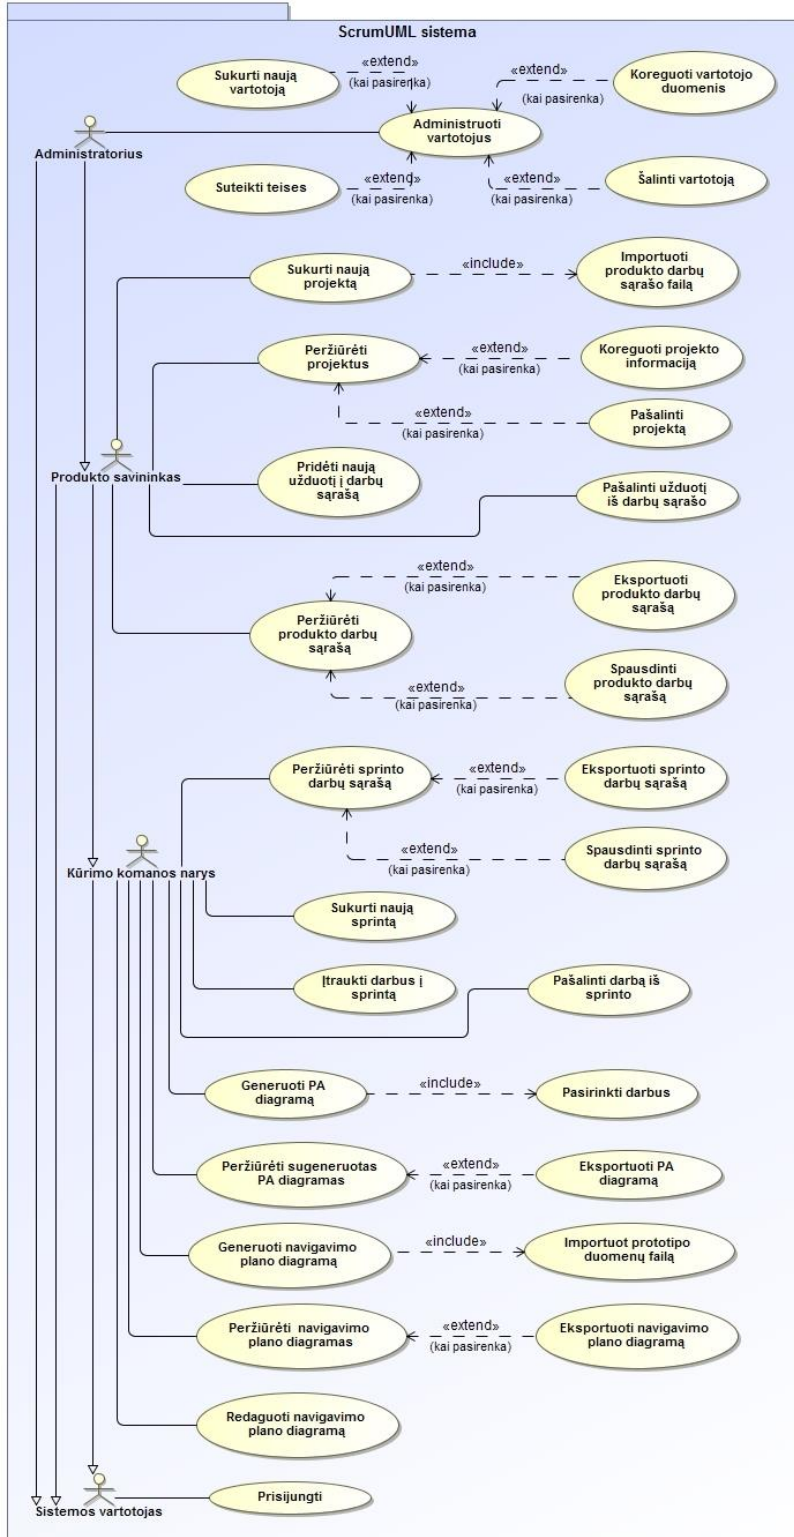 ScrumUML sistema
Sukurti naują
vartotoją
«extend»
(kai pasirenka)
«extend»
(kai pasirenka)
Koreguoti vartotojo
duomenis
Administruoti
vartotojus
Administratorius
Suteikti teises
«extend»
(kai pasirenka)
«extend»
(kai pasirenka)
Šalinti vartotoją
Sukurti naują
projektą
«include»
Importuoti
produkto darbų
sąrašo failą
Peržiūrėti
projektus
«extend»
(kai pasirenka)
Koreguoti projekto
informaciją
«extend»
(kai pasirenka)
Pašalinti
projektą
Produkto savininkas
Pridėti naują
užduotį į darbų
sąrašą
Pašalinti užduotį
iš darbų sąrašo
«extend»
(kai pasirenka)
Eksportuoti
produkto darbų
sąrašą
Peržiūrėti
produkto darbų
sąrašą
«extend»
(kai pasirenka)
Spausdinti
produkto darbų
sąrašą
Peržiūrėti sprinto
darbų sąrašą
«extend»
(kai pasirenka)
Eksportuoti sprinto
darbų sąrašą
«extend»
(kai pasirenka)
Spausdinti sprinto
darbų sąrašą
Kūrimo komanos narys
Sukurti naują
sprintą
Įtraukti darbus į
sprintą
Pašalinti darbą iš
sprinto
Generuoti PA
diagramą
«include»
Pasirinkti darbus
Peržiūrėti sugeneruotas
PA diagramas
«extend»
(kai pasirenka)
Eksportuoti PA
diagramą
Generuoti navigavimo
plano diagramą
«include»
Importuot prototipo
duomenų failą
Peržiūrėti navigavimo
plano diagramas
«extend»
(kai pasirenka)
Eksportuoti navigavimo
plano diagramą
Redaguoti navigavimo
plano diagramą
Sistemos vartotojas
Prisijungti